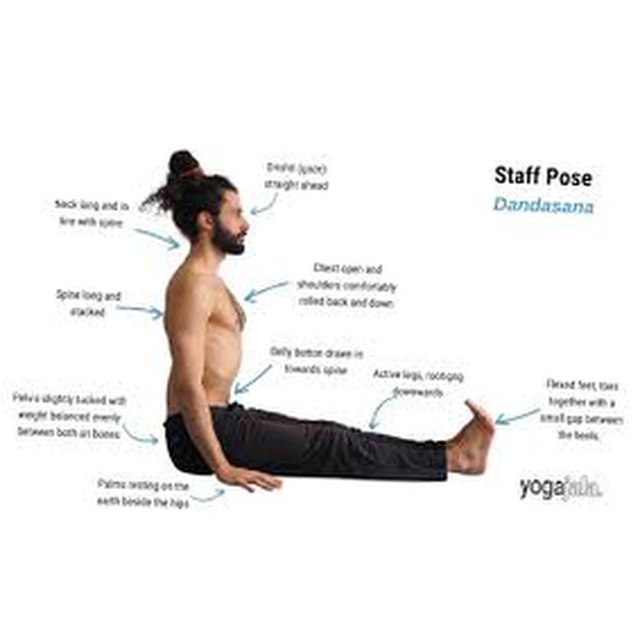 Staff Pose
Dandasana
Drishti (gaze)
straight ahead
Neck long and in
line with spine
Chest open and
shoulders comfortably
rolled back and down
Spine long and
stacked
Belly button drawn in
towards spine
Active legs, rooting
downwards
Flexed feet, toes
together with a
small gap between
the heels.
Pelvis slightly tucked with
weight balanced evenly
between both sit bones
Palms resting on the
earth beside the hips
yogajala.